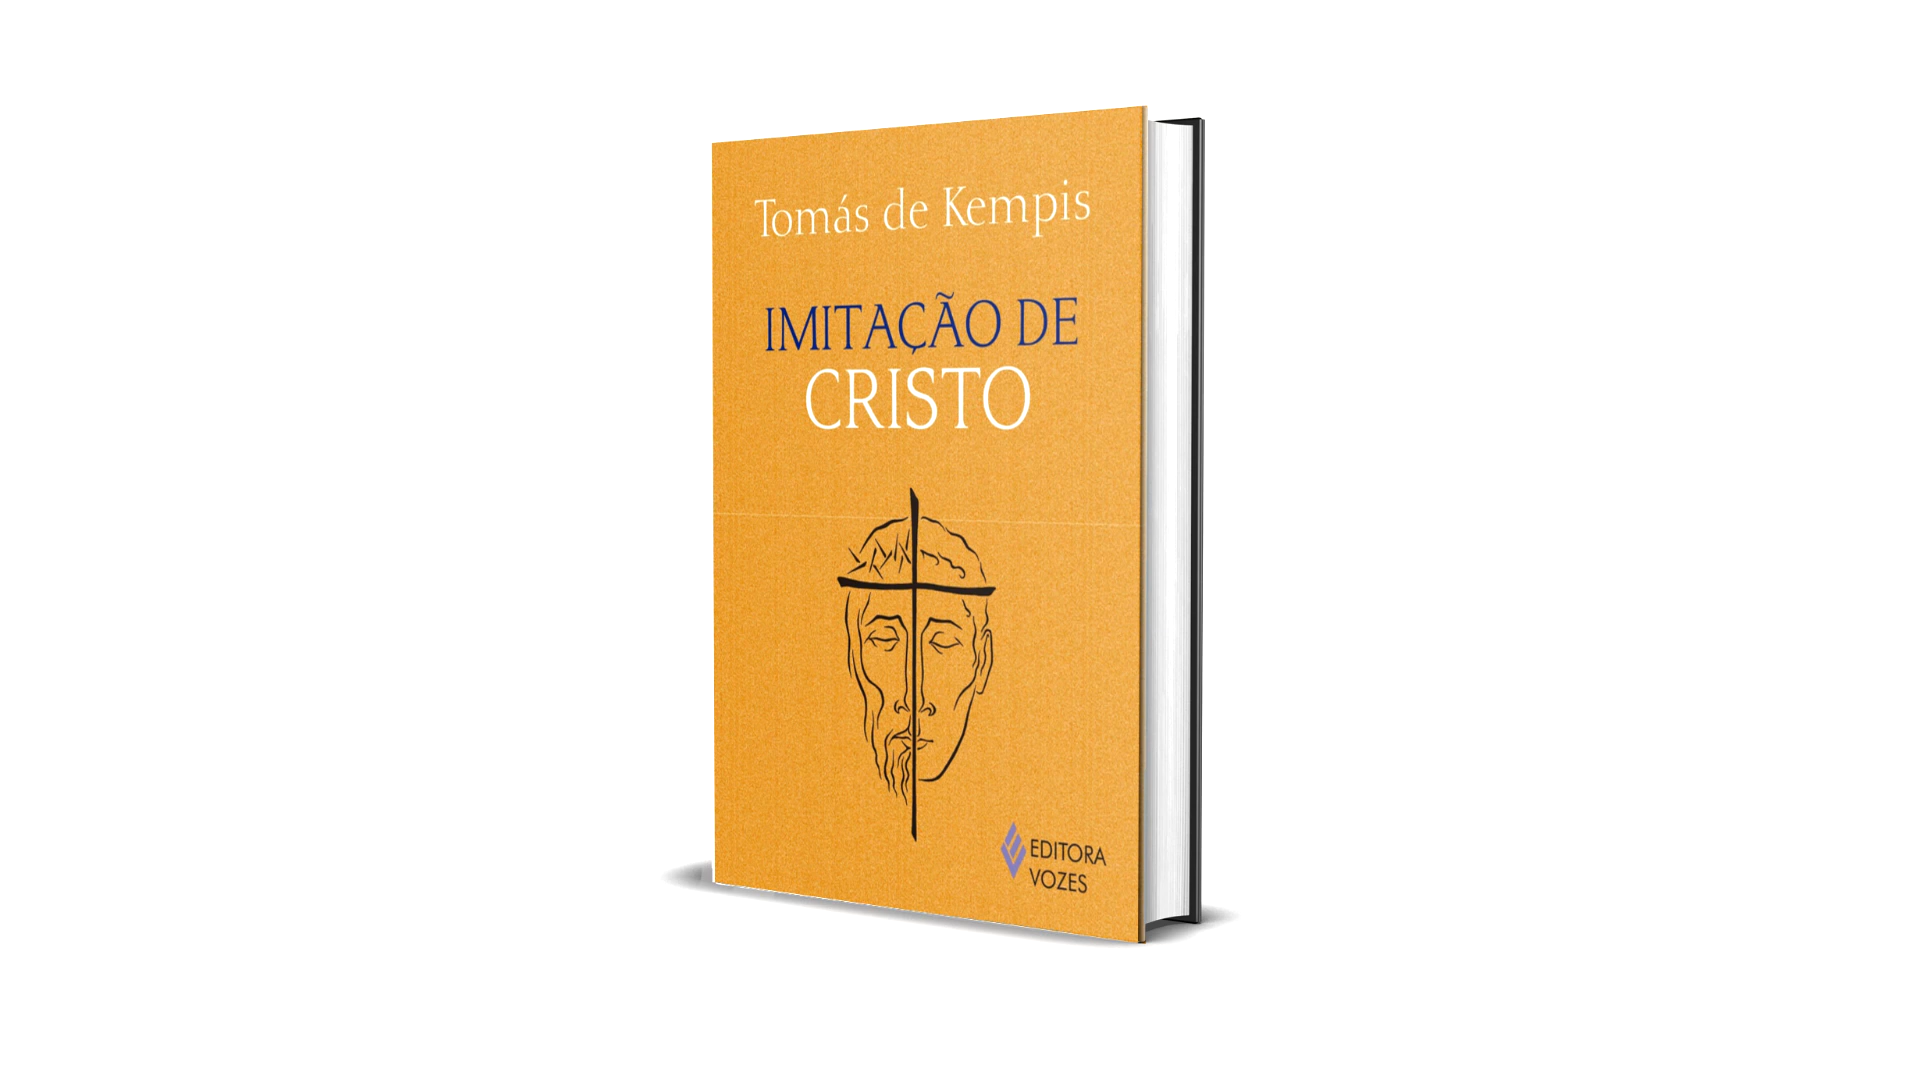 Tomás de Kempis
IMITAÇÃO DE
CRISTO
EDITORA
VOZES